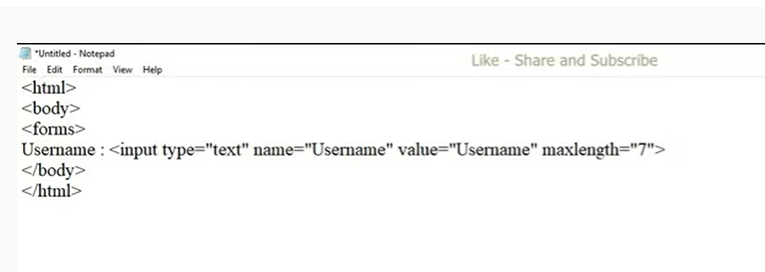 *Untitled - Notepad
Like - Share and Subscribe
File Edit Format View Help
<html>
<body>
<forms>
Username : <input type="text" name="Username" value="Username" maxlength="7">
</body>
</html>